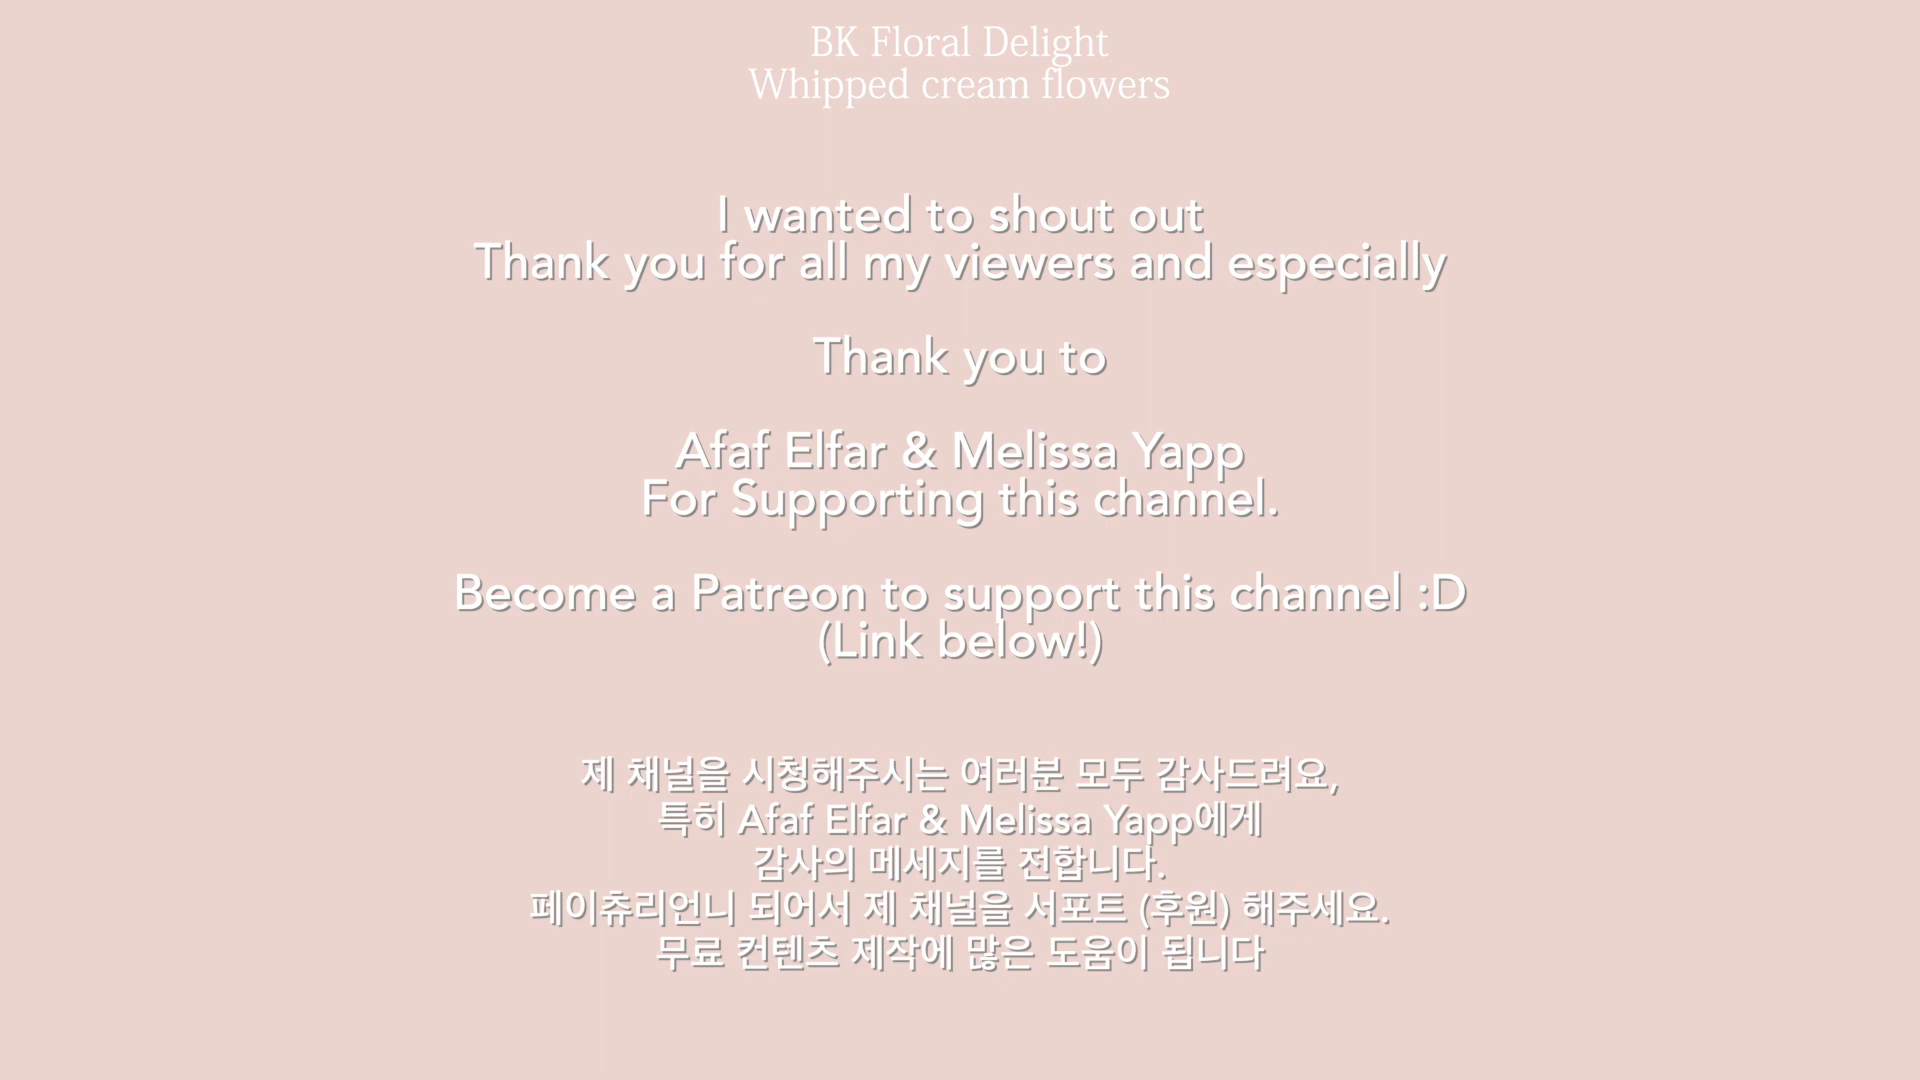 BK Floral Delight
Whipped cream flowers
I wanted to shout out
Thank you for all my viewers and especially
Thank you to
Afaf Elfar & Melissa Yapp
For Supporting this channel.
Become a Patreon to support this channel :D
(Link below!)
제 채널을 시청해주시는 여러분 모두 감사드려요,
특히 Afaf Elfar & Melissa Yapp에게
감사의 메세지를 전합니다.
페이츄리언니 되어서 제 채널을 서포트 (후원) 해주세요.
무료 컨텐츠 제작에 많은 도움이 됩니다